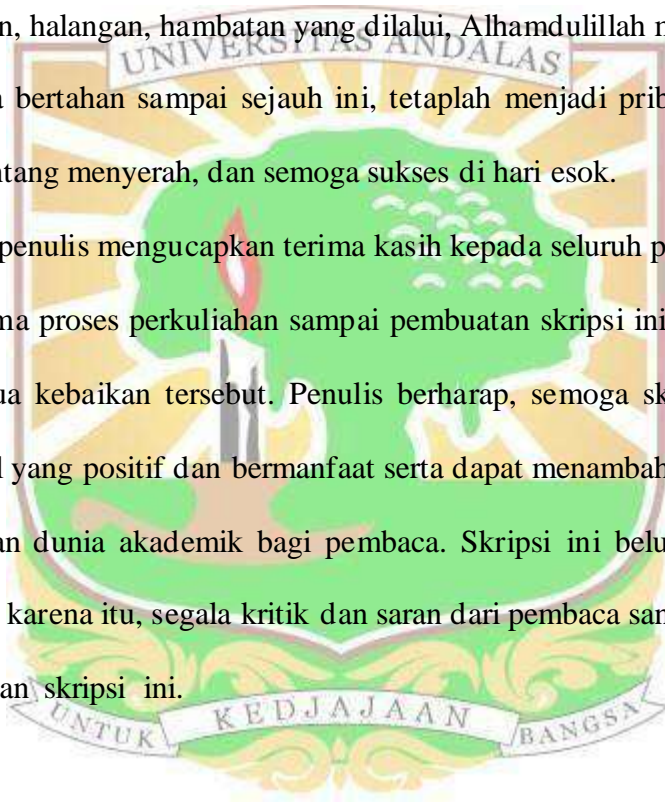 n, halangan, hambatan yang dilalui, Alhamdulillah
UNIVERSITAS ANDALAS
bertahan sampai sejauh ini, tetaplah menjadi
ntang menyerah, dan semoga sukses di hari esok.
penulis mengucapkan terima kasih kepada seluruh p
ma proses perkuliahan sampai pembuatan skripsi ini
ua kebaikan tersebut. Penulis berharap, semoga sk
l yang positif dan bermanfaat serta dapat menambah
an dunia akademik bagi pembaca. Skripsi ini belu
karena itu, segala kritik dan saran dari pembaca san
an skripsi ini.
UNTUK KEDJAJAAN BANGSA